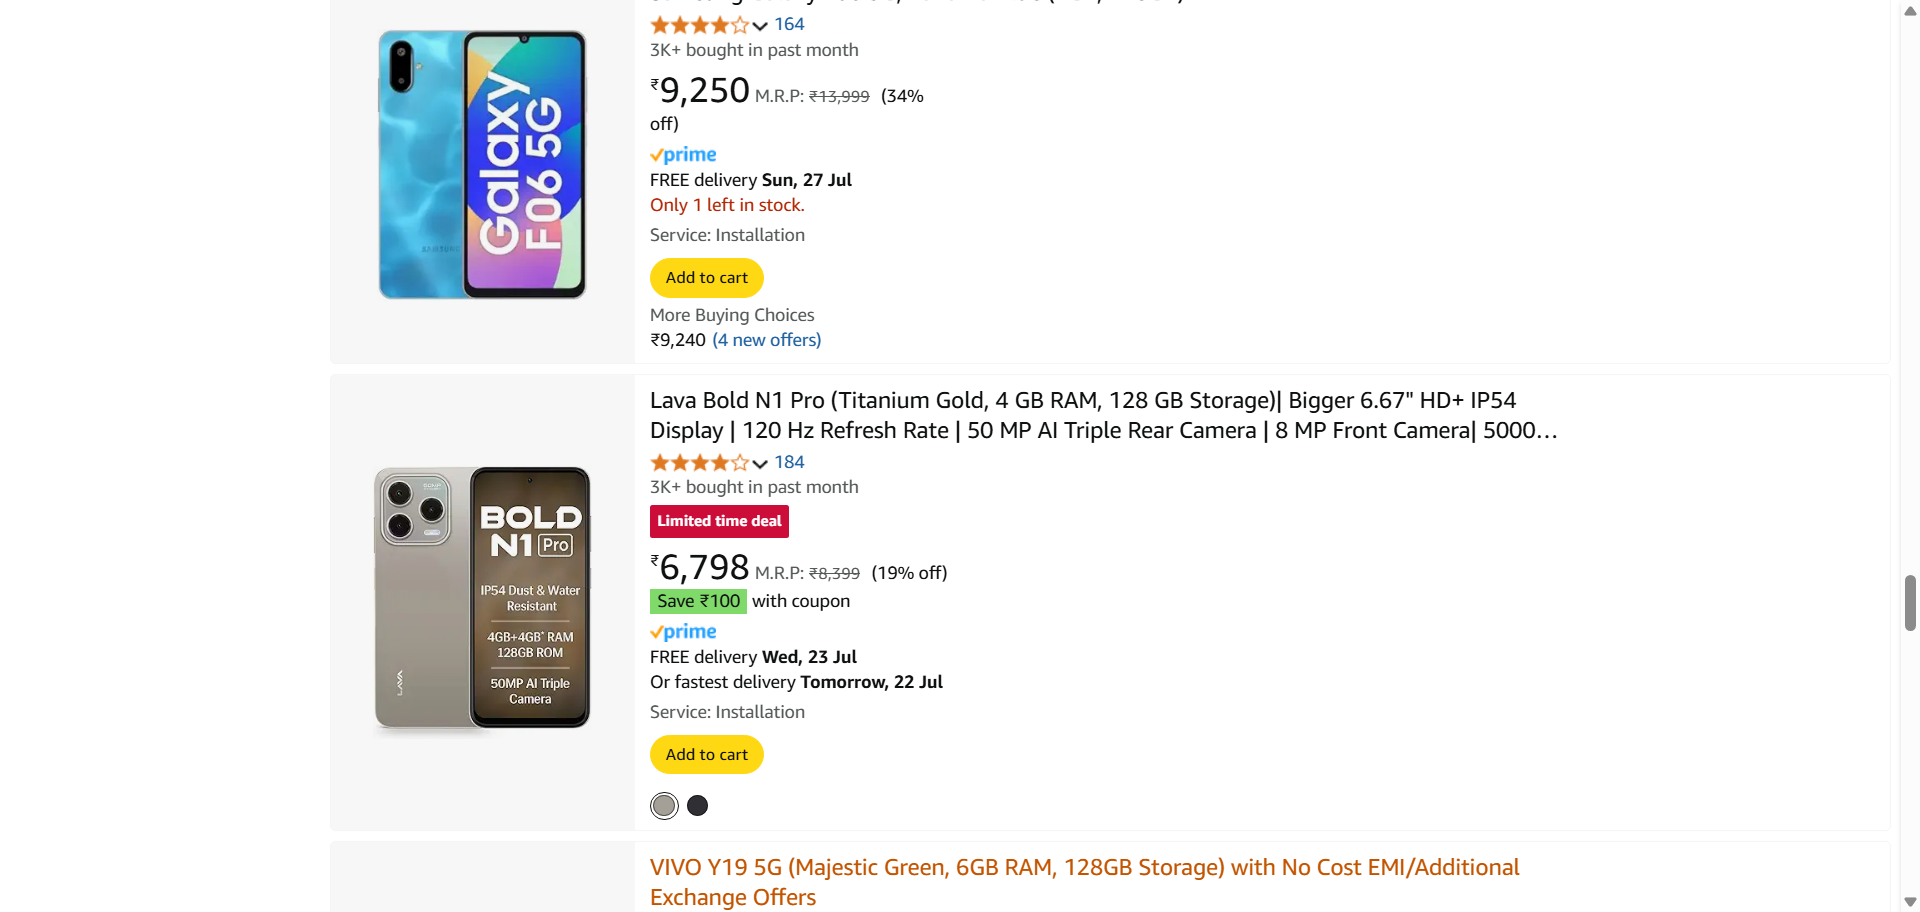 164
3K+ bought in past month
₹9,250 M.R.P: ₹13,999 (34%
off)
prime
FREE delivery Sun, 27 Jul
Only 1 left in stock.
Service: Installation
Add to cart
More Buying Choices
₹9,240 (4 new offers)
Galaxy
F06 5G
SAMSUNG
Lava Bold N1 Pro (Titanium Gold, 4 GB RAM, 128 GB Storage)| Bigger 6.67" HD+ IP54
Display | 120 Hz Refresh Rate | 50 MP AI Triple Rear Camera | 8 MP Front Camera| 5000...
184
3K+ bought in past month
Limited time deal
₹6,798 M.R.P: ₹8,399 (19% off)
Save ₹100 with coupon
prime
FREE delivery Wed, 23 Jul
Or fastest delivery Tomorrow, 22 Jul
Service: Installation
Add to cart
50MP
BOLD
N1 Pro
IP54 Dust & Water
Resistant
4GB+4GB* RAM
128GB ROM
50MP AI Triple
Camera
LAVA
VIVO Y19 5G (Majestic Green, 6GB RAM, 128GB Storage) with No Cost EMI/Additional
Exchange Offers